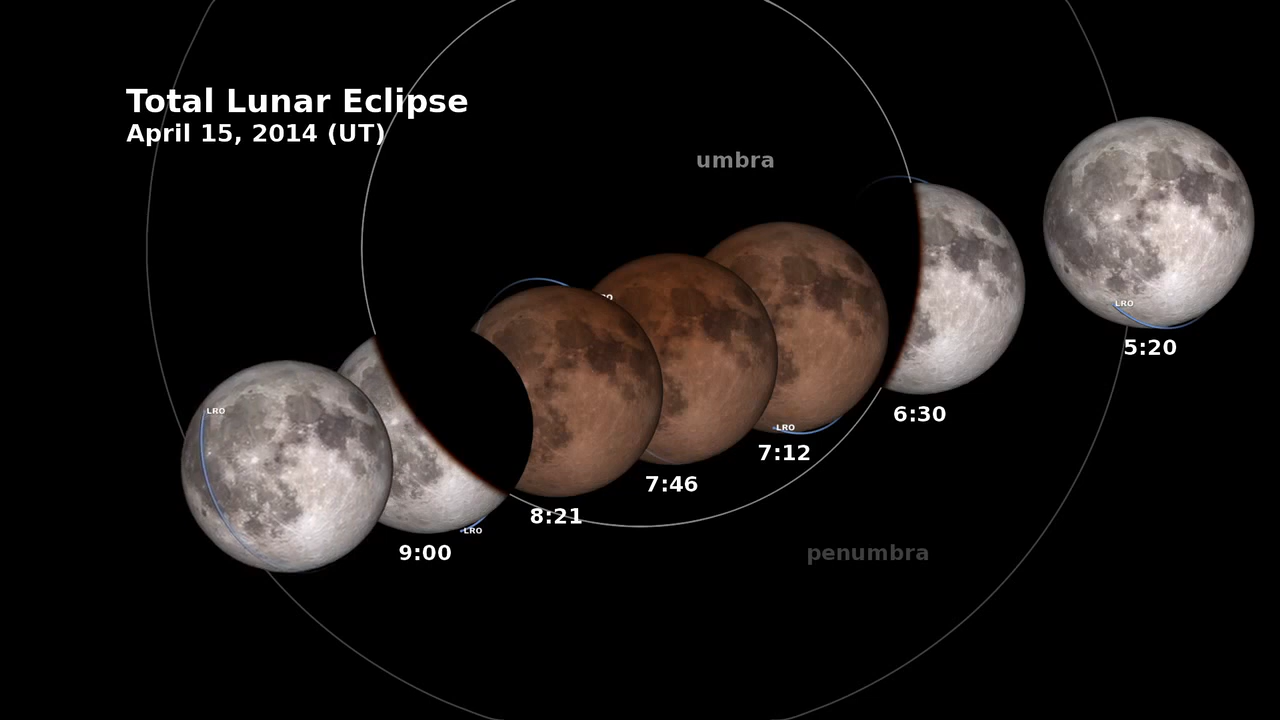 Total Lunar Eclipse
April 15, 2014 (UT)
umbra
LRO
5:20
6:30
LRO
7:12
7:46
8:21
LRO
LRO
9:00
penumbra